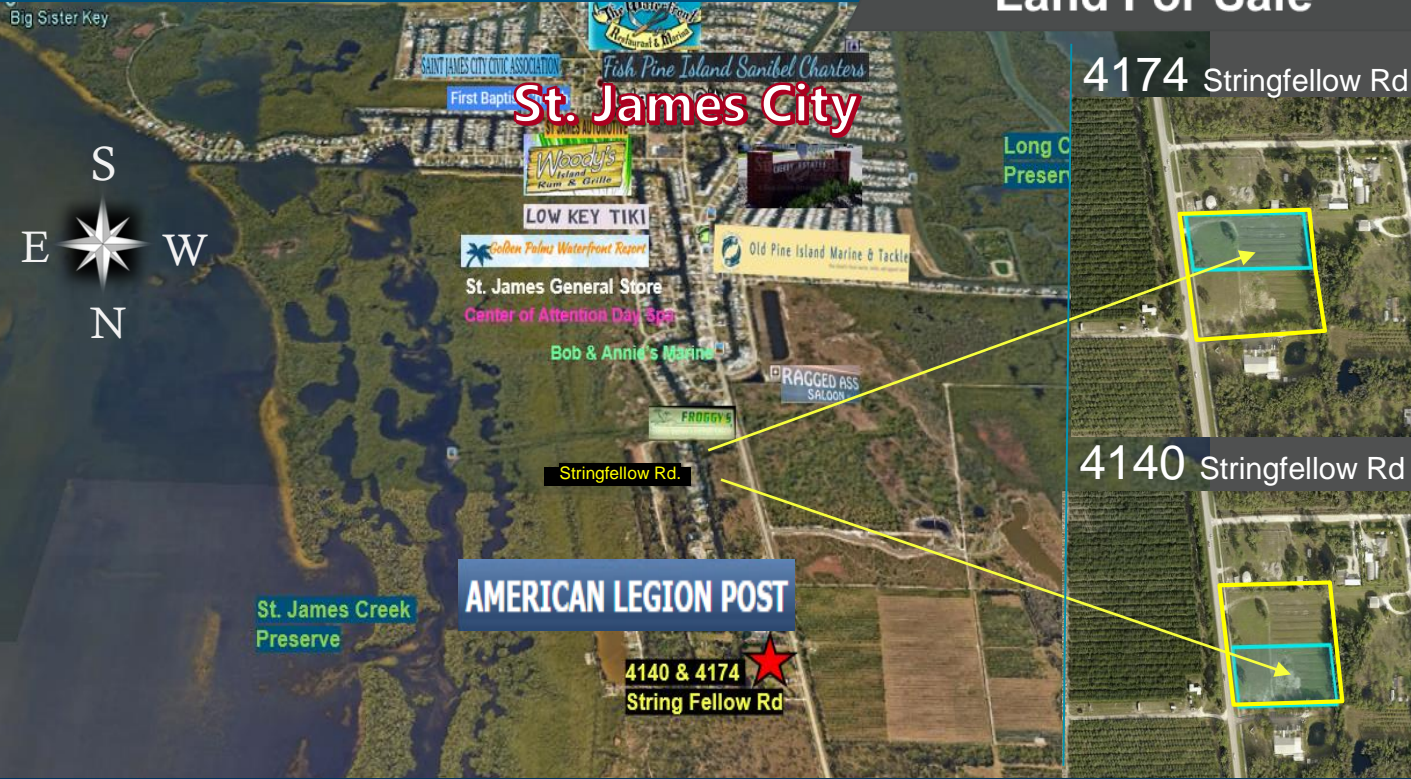 Land For Sale
Big Sister Key
The Waterfront
Restaurant & Marina
SAINT JAMES CITY CIVIC ASSOCIATION
Fish Pine Island Sanibel Charters
First Baptis
St. James City
ST JAMES AUTOMOTIVE
Woody's
Island
Rum & Grille
Long C
Preser
LOW KEY TIKI
Golden Palms Waterfront Resort
Old Pine Island Marine & Tackle
St. James General Store
Center of Attention Day Spa
Bob & Annie's Marine
RAGGED ASS
SALOON
FROGGY'S
Stringfellow Rd.
AMERICAN LEGION POST
St. James Creek
Preserve
4140 & 4174
String Fellow Rd
S
E W
N
4174 Stringfellow Rd
4140 Stringfellow Rd